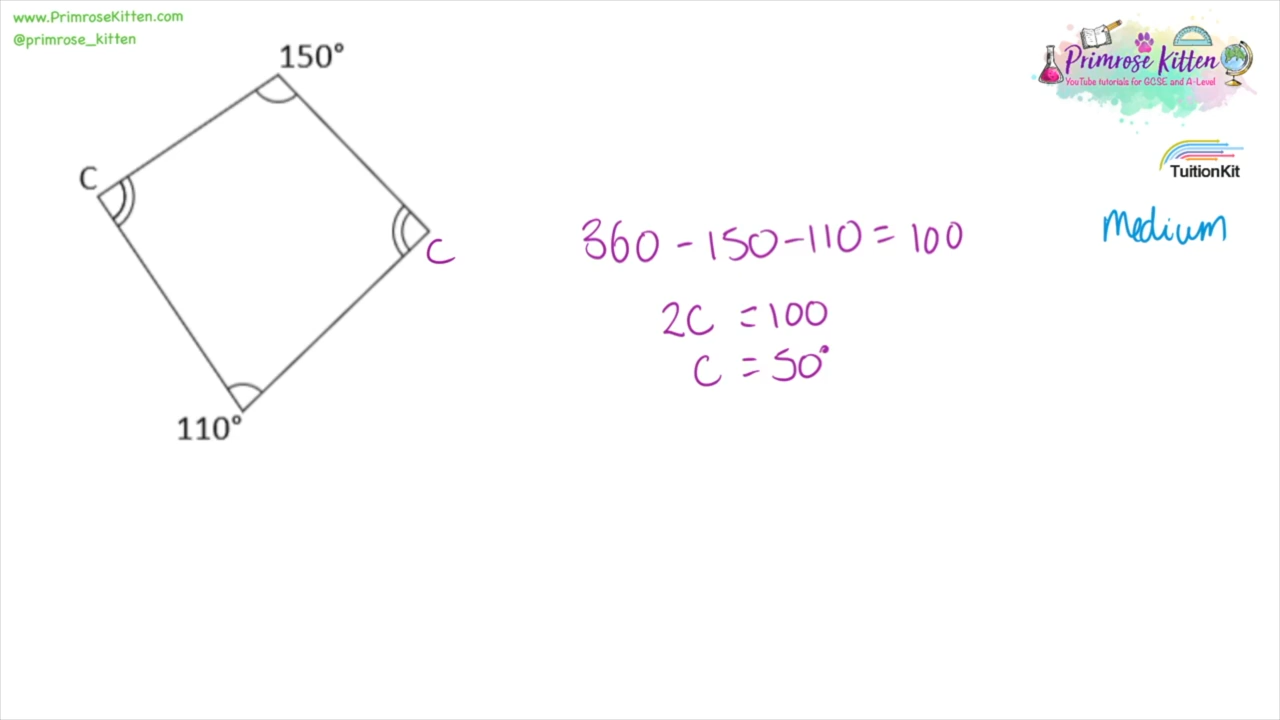 www.PrimroseKitten.com
@primrose_kitten
Primrose Kitten
YouTube tutorials for GCSE and A-Level
TuitionKit
Medium
150°
C
C
110°
360 - 150 - 110 = 100
2C = 100
C = 50°